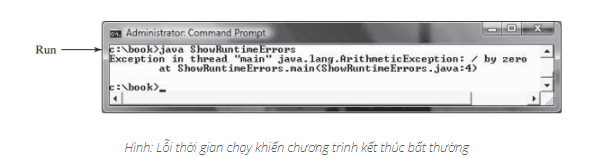 Administrator: Command Prompt
Run
c:\book>java ShowRuntimeErrors
Exception in thread "main" java.lang.ArithmeticException: / by zero
at ShowRuntimeErrors.main(ShowRuntimeErrors.java:4)
c:\book>_
Hình: Lỗi thời gian chạy khiến chương trình kết thúc bất thường